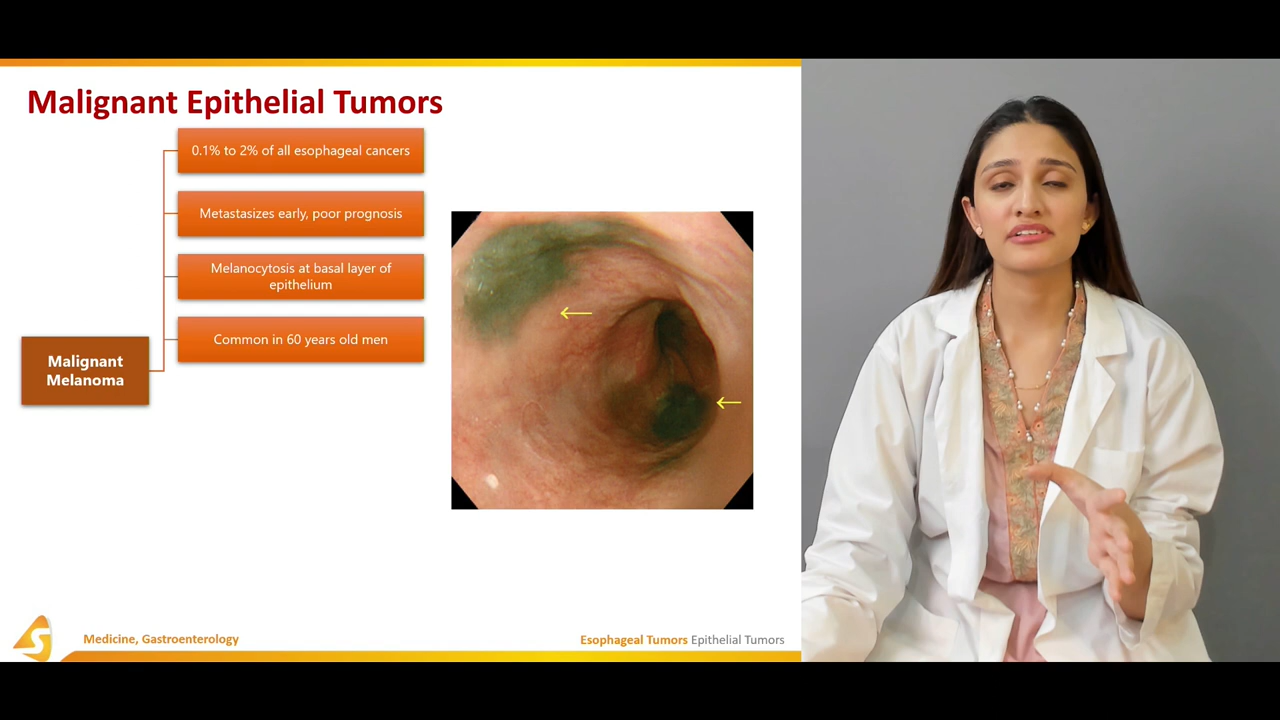 Malignant Epithelial Tumors
0.1% to 2% of all esophageal cancers
Metastasizes early, poor prognosis
Melanocytosis at basal layer of
epithelium
Common in 60 years old men
Malignant
Melanoma
Medicine, Gastroenterology
Esophageal Tumors Epithelial Tumors